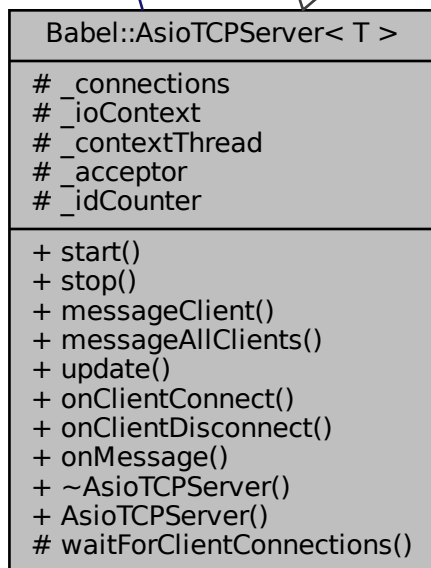 Babel::AsioTCPServer< T >
# _connections
# _ioContext
# _contextThread
# _acceptor
# _idCounter
+ start()
+ stop()
+ messageClient()
+ messageAllClients()
+ update()
+ onClientConnect()
+ onClientDisconnect()
+ onMessage()
+ ~AsioTCPServer()
+ AsioTCPServer()
# waitForClientConnections()